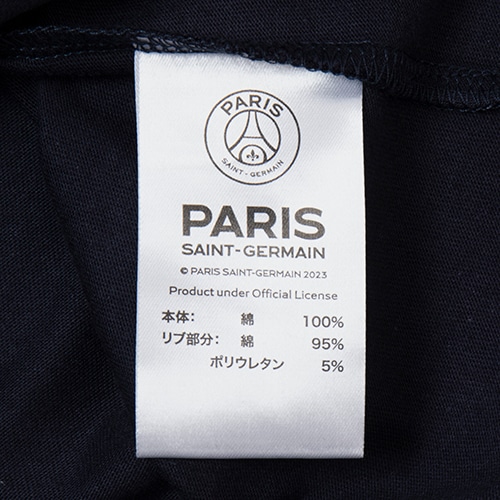 PARIS
SAINT-GERMAIN
PARIS
SAINT-GERMAIN
© PARIS SAINT-GERMAIN 2023
Product under Official License
本体: 綿 100%
リブ部分: 綿 95%
ポリウレタン 5%